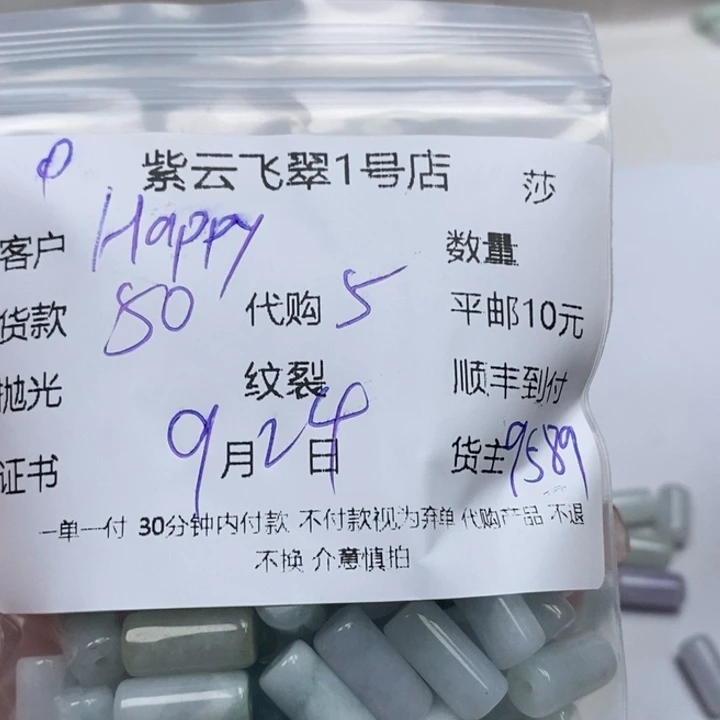 紫云飞翠1号店 莎
客户 Happy 数量
货款 50 代购 5 平邮10元
抛光 纹裂 顺丰到付
证书 9月24日 货主9589
一单一付 30分钟内付款 不付款视为弃单 代购产品 不退
不换 介意慎拍